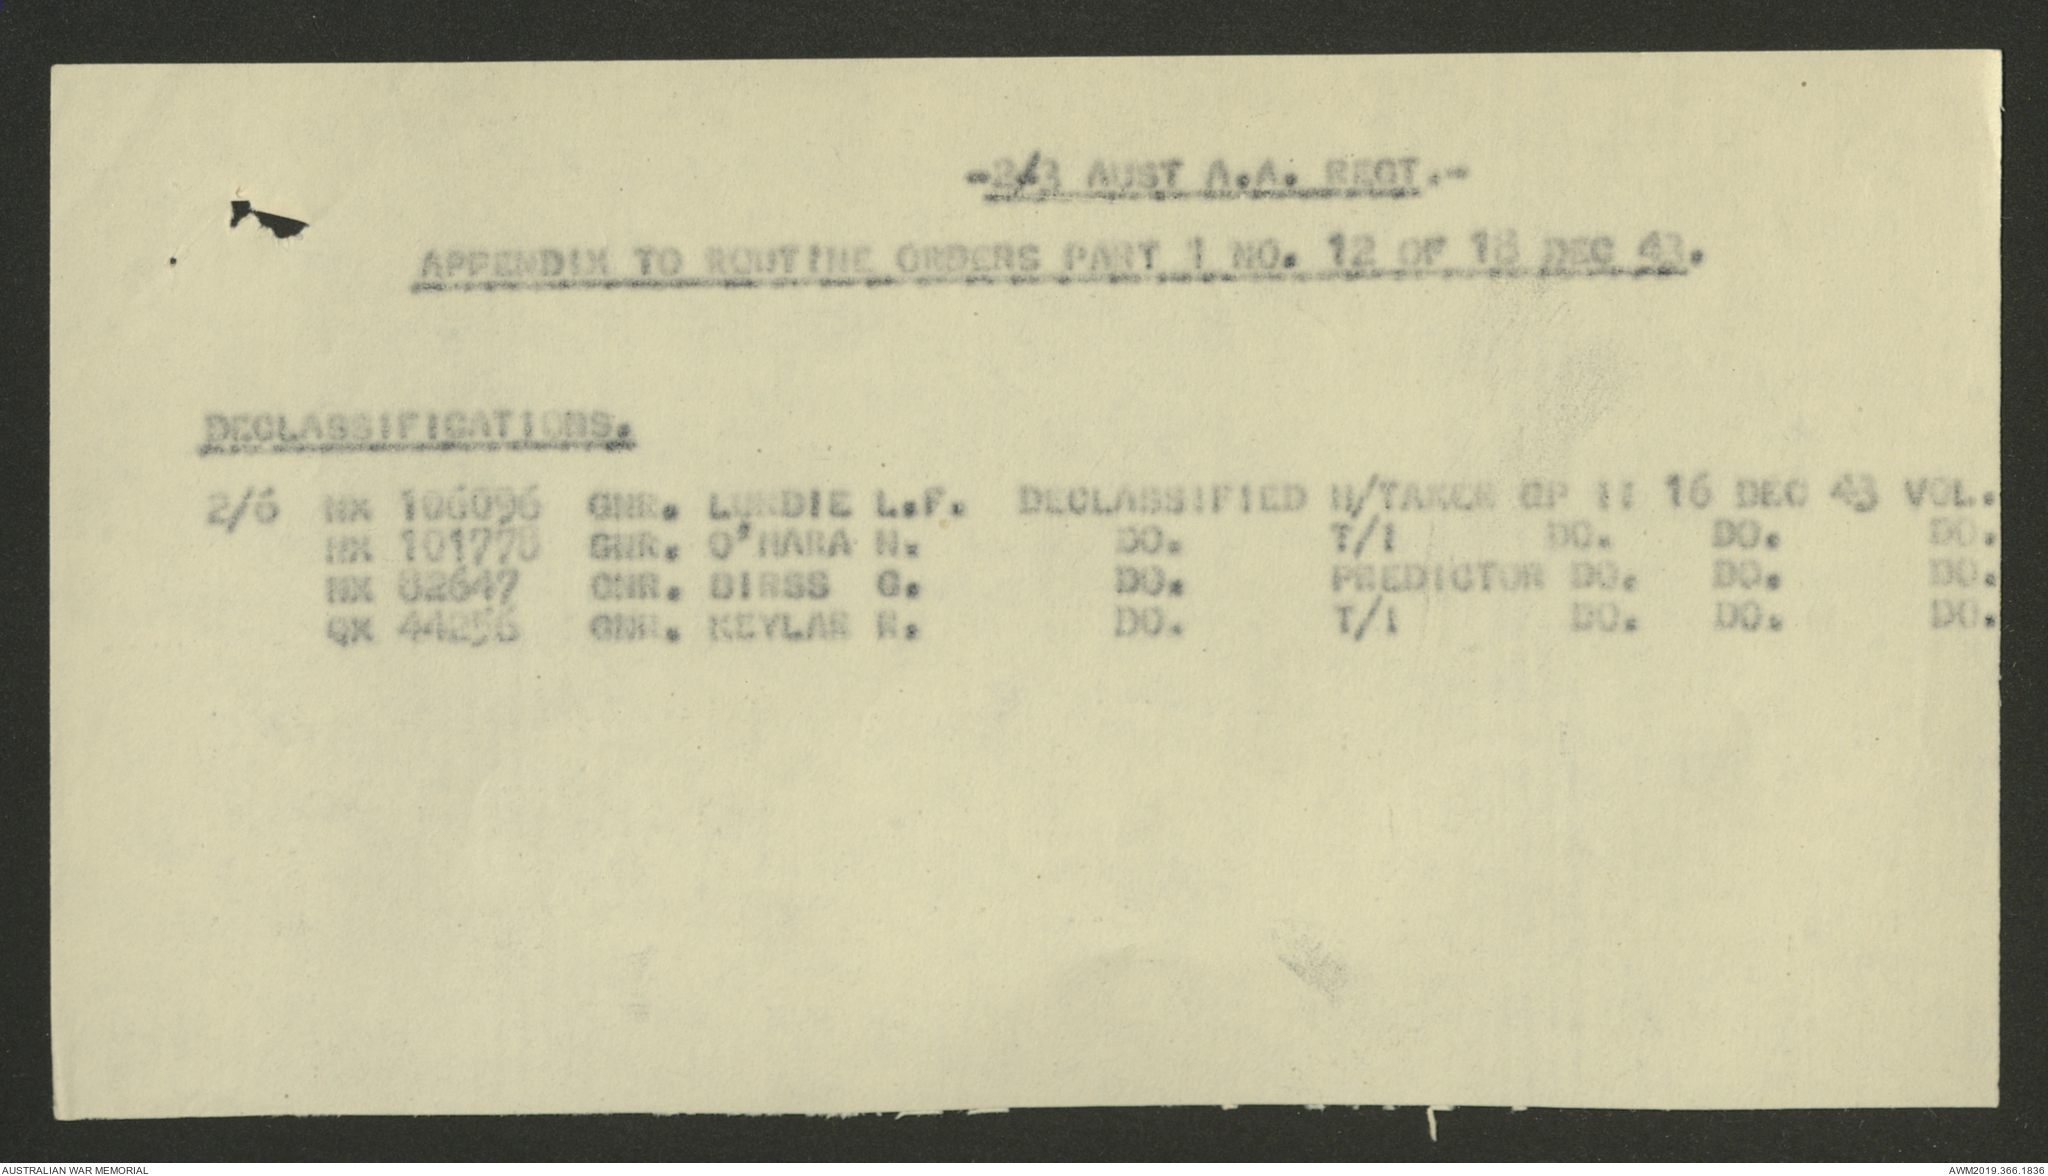 -2/3 AUST A.A. REGT.-
APPENDIX TO ROUTINE ORDERS PART 1 NO. 12 OF 18 DEC 43.
DECLASSIFICATIONS.
2/6 NX 106096 GNR. LUNDIE L.F. DECLASSIFIED H/TAKER GP II 16 DEC 43 VOL.
NX 101778 GNR. O'HARA N. DO. T/I DO. DO. DO.
NX 82647 GNR. BIRSS G. DO. PREDICTOR DO. DO. DO.
QX 44256 GNR. KEYLAR R. DO. T/I DO. DO. DO.
AUSTRALIAN WAR MEMORIAL
AWM2019.366.1836